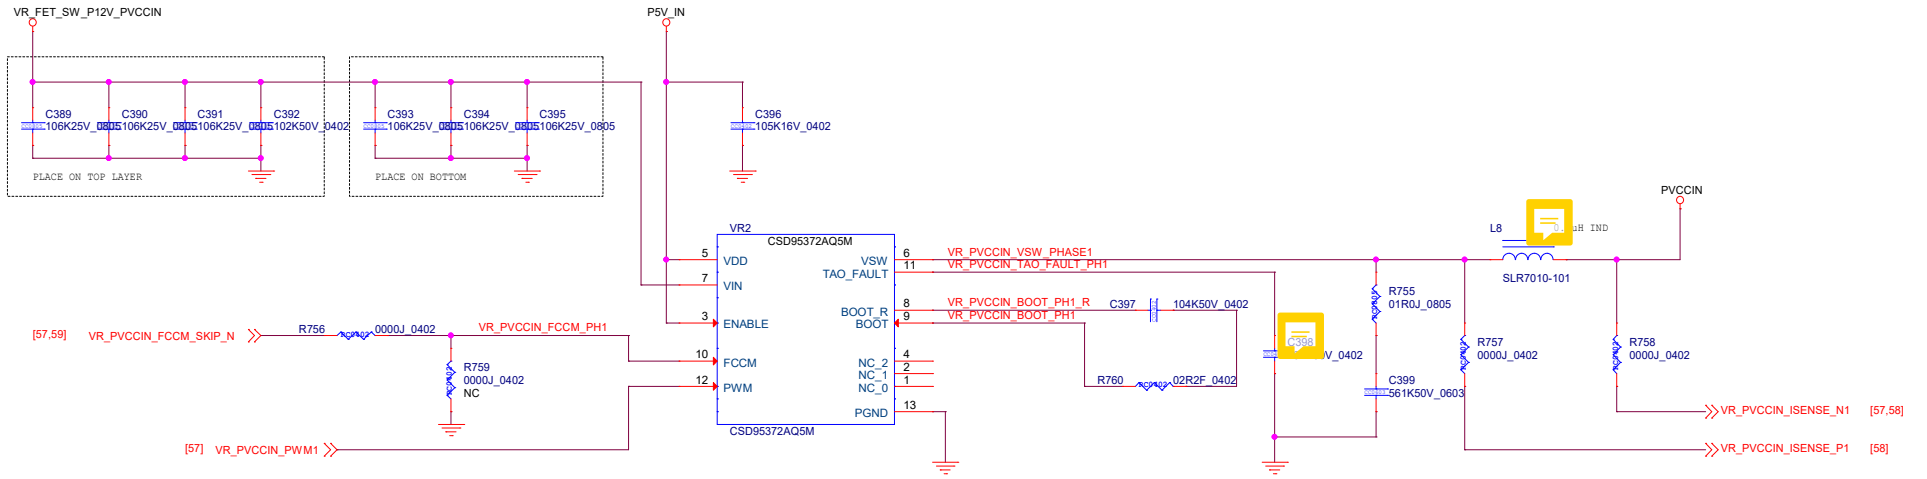 VR_FET_SW_P12V_PVCCIN
P5V_IN
C389
106K25V_0805
C390
106K25V_0805
C391
106K25V_0805
C392
102K50V_0402
C393
106K25V_0805
C394
106K25V_0805
C395
106K25V_0805
C396
105K16V_0402
PLACE ON TOP LAYER
PLACE ON BOTTOM
PVCCIN
VR2
CSD95372AQ5M
5 VDD
7 VIN
3 ENABLE
10 FCCM
12 PWM
VSW 6
TAO_FAULT 11
BOOT_R 8
BOOT 9
NC_2 4
NC_1 2
NC_0 1
PGND 13
CSD95372AQ5M
VR_PVCCIN_VSW_PHASE1
VR_PVCCIN_TAO_FAULT_PH1
VR_PVCCIN_BOOT_PH1_R
VR_PVCCIN_BOOT_PH1
C397
104K50V_0402
R760
02R2F_0402
L8
uH IND
SLR7010-101
R755
01R0J_0805
C398
V_0402
C399
561K50V_0603
R757
0000J_0402
R758
0000J_0402
[57,59] VR_PVCCIN_FCCM_SKIP_N
R756
0000J_0402
VR_PVCCIN_FCCM_PH1
R759
0000J_0402
NC
[57] VR_PVCCIN_PWM1
VR_PVCCIN_ISENSE_N1 [57,58]
VR_PVCCIN_ISENSE_P1 [58]